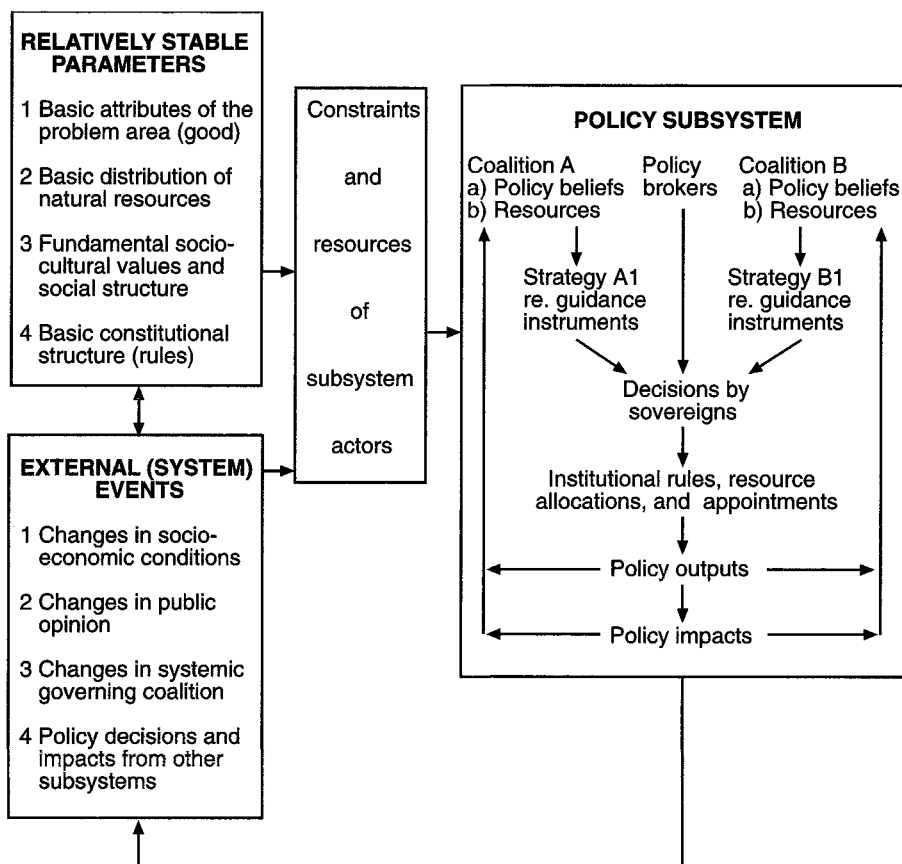 RELATIVELY STABLE
PARAMETERS
1 Basic attributes of the
problem area (good)
2 Basic distribution of
natural resources
3 Fundamental socio-
cultural values and
social structure
4 Basic constitutional
structure (rules)
EXTERNAL (SYSTEM)
EVENTS
1 Changes in socio-
economic conditions
2 Changes in public
opinion
3 Changes in systemic
governing coalition
4 Policy decisions and
impacts from other
subsystems
Constraints
and
resources
of
subsystem
actors
POLICY SUBSYSTEM
Coalition A
a) Policy beliefs
b) Resources
Policy
brokers
Coalition B
a) Policy beliefs
b) Resources
Strategy A1
re. guidance
instruments
Strategy B1
re. guidance
instruments
Decisions by
sovereigns
Institutional rules, resource
allocations, and appointments
Policy outputs
Policy impacts